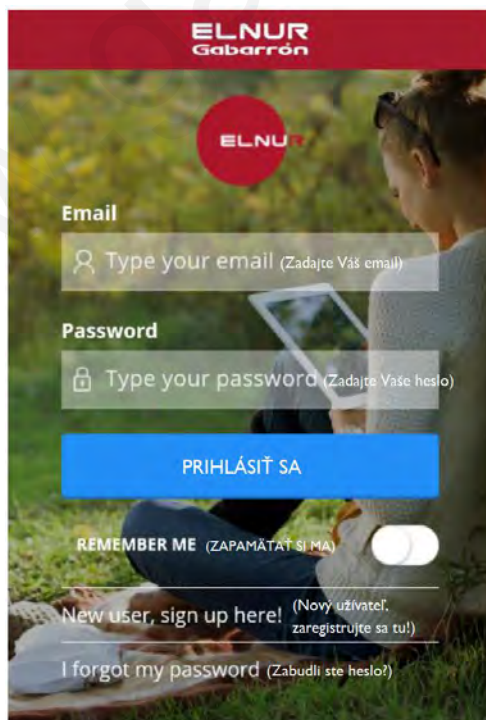 ELNUR
Gabarrón
ELNUR
Email
Type your email (Zadajte Váš email)
Password
Type your password (Zadajte Vaše heslo)
PRIHLÁSIŤ SA
REMEMBER ME (ZAPAMÄTAŤ SI MA)
New user, sign up here! (Nový užívateľ,
zaregistrujte sa tu!)
I forgot my password (Zabudli ste heslo?)